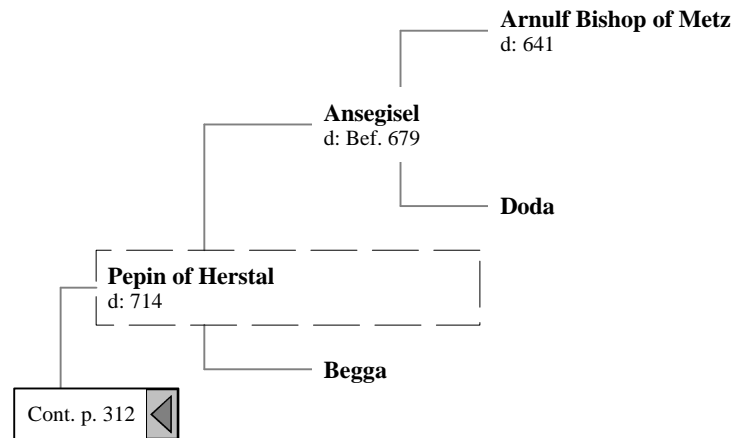 Arnulf Bishop of Metz
d: 641
Ansegisel
d: Bef. 679
Doda
Pepin of Herstal
d: 714
Begga
Cont. p. 312